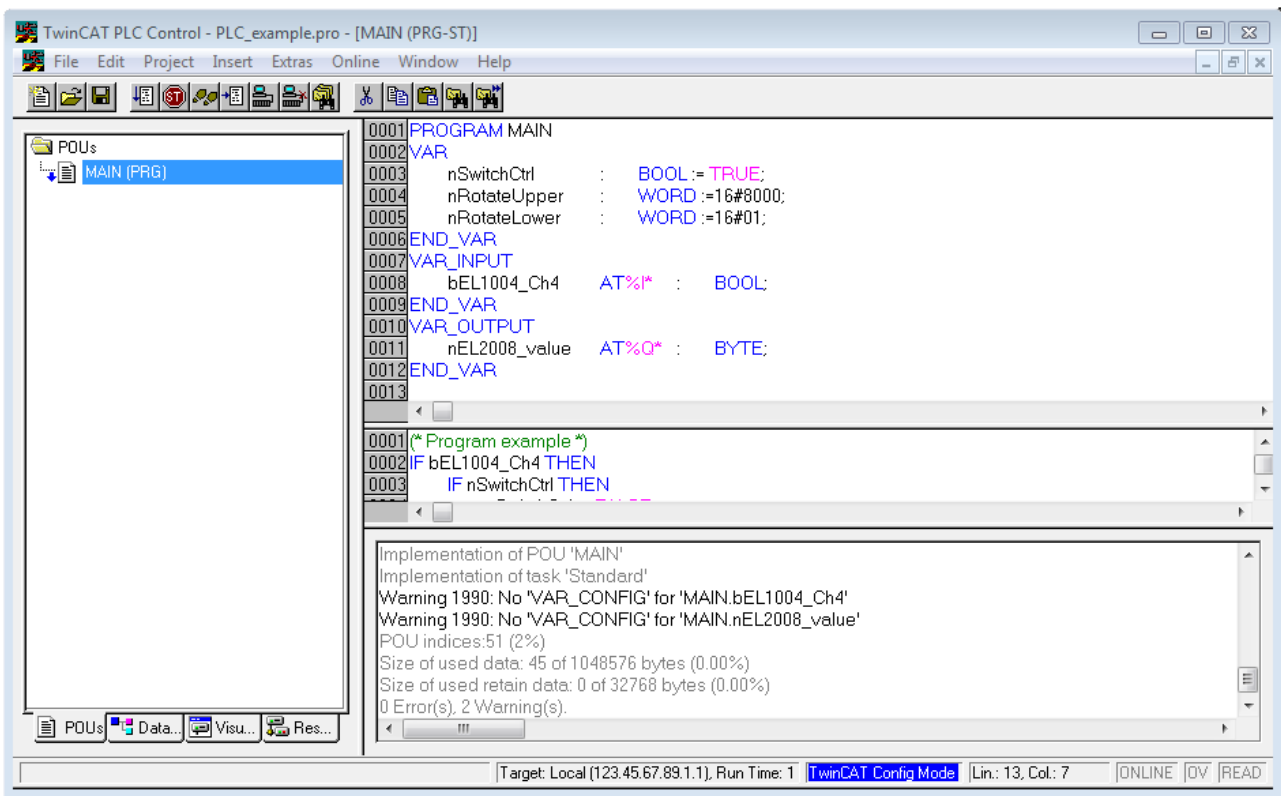 TwinCAT PLC Control - PLC_example.pro - [MAIN (PRG-ST)]
File Edit Project Insert Extras Online Window Help
POUs
MAIN (PRG)
0001 PROGRAM MAIN
0002 VAR
0003 nSwitchCtrl : BOOL := TRUE;
0004 nRotateUpper : WORD :=16#8000;
0005 nRotateLower : WORD :=16#01;
0006 END_VAR
0007 VAR_INPUT
0008 bEL1004_Ch4 AT%I* : BOOL;
0009 END_VAR
0010 VAR_OUTPUT
0011 nEL2008_value AT%Q* : BYTE;
0012 END_VAR
0013
0001 (* Program example *)
0002 IF bEL1004_Ch4 THEN
0003 IF nSwitchCtrl THEN
Implementation of POU 'MAIN'
Implementation of task 'Standard'
Warning 1990: No 'VAR_CONFIG' for 'MAIN.bEL1004_Ch4'
Warning 1990: No 'VAR_CONFIG' for 'MAIN.nEL2008_value'
POU indices:51 (2%)
Size of used data: 45 of 1048576 bytes (0.00%)
Size of used retain data: 0 of 32768 bytes (0.00%)
0 Error(s), 2 Warning(s).
POUs Data... Visu... Res...
Target: Local (123.45.67.89.1.1), Run Time: 1 TwinCAT Config Mode Lin.: 13, Col.: 7 ONLINE OV READ